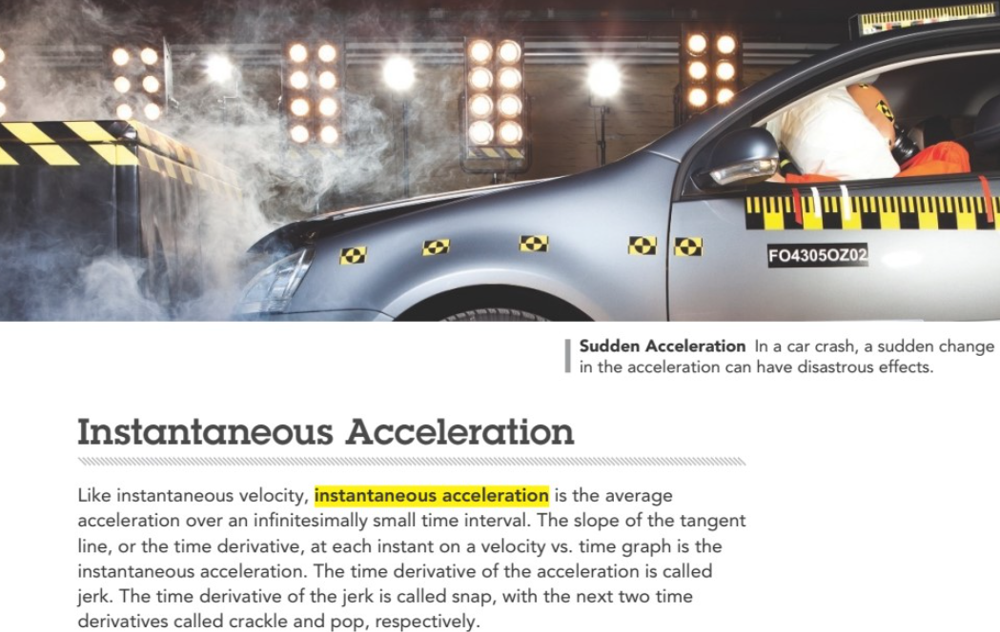 FO4305OZ02
Sudden Acceleration In a car crash, a sudden change
in the acceleration can have disastrous effects.
Instantaneous Acceleration
Like instantaneous velocity, instantaneous acceleration is the average
acceleration over an infinitesimally small time interval. The slope of the tangent
line, or the time derivative, at each instant on a velocity vs. time graph is the
instantaneous acceleration. The time derivative of the acceleration is called
jerk. The time derivative of the jerk is called snap, with the next two time
derivatives called crackle and pop, respectively.